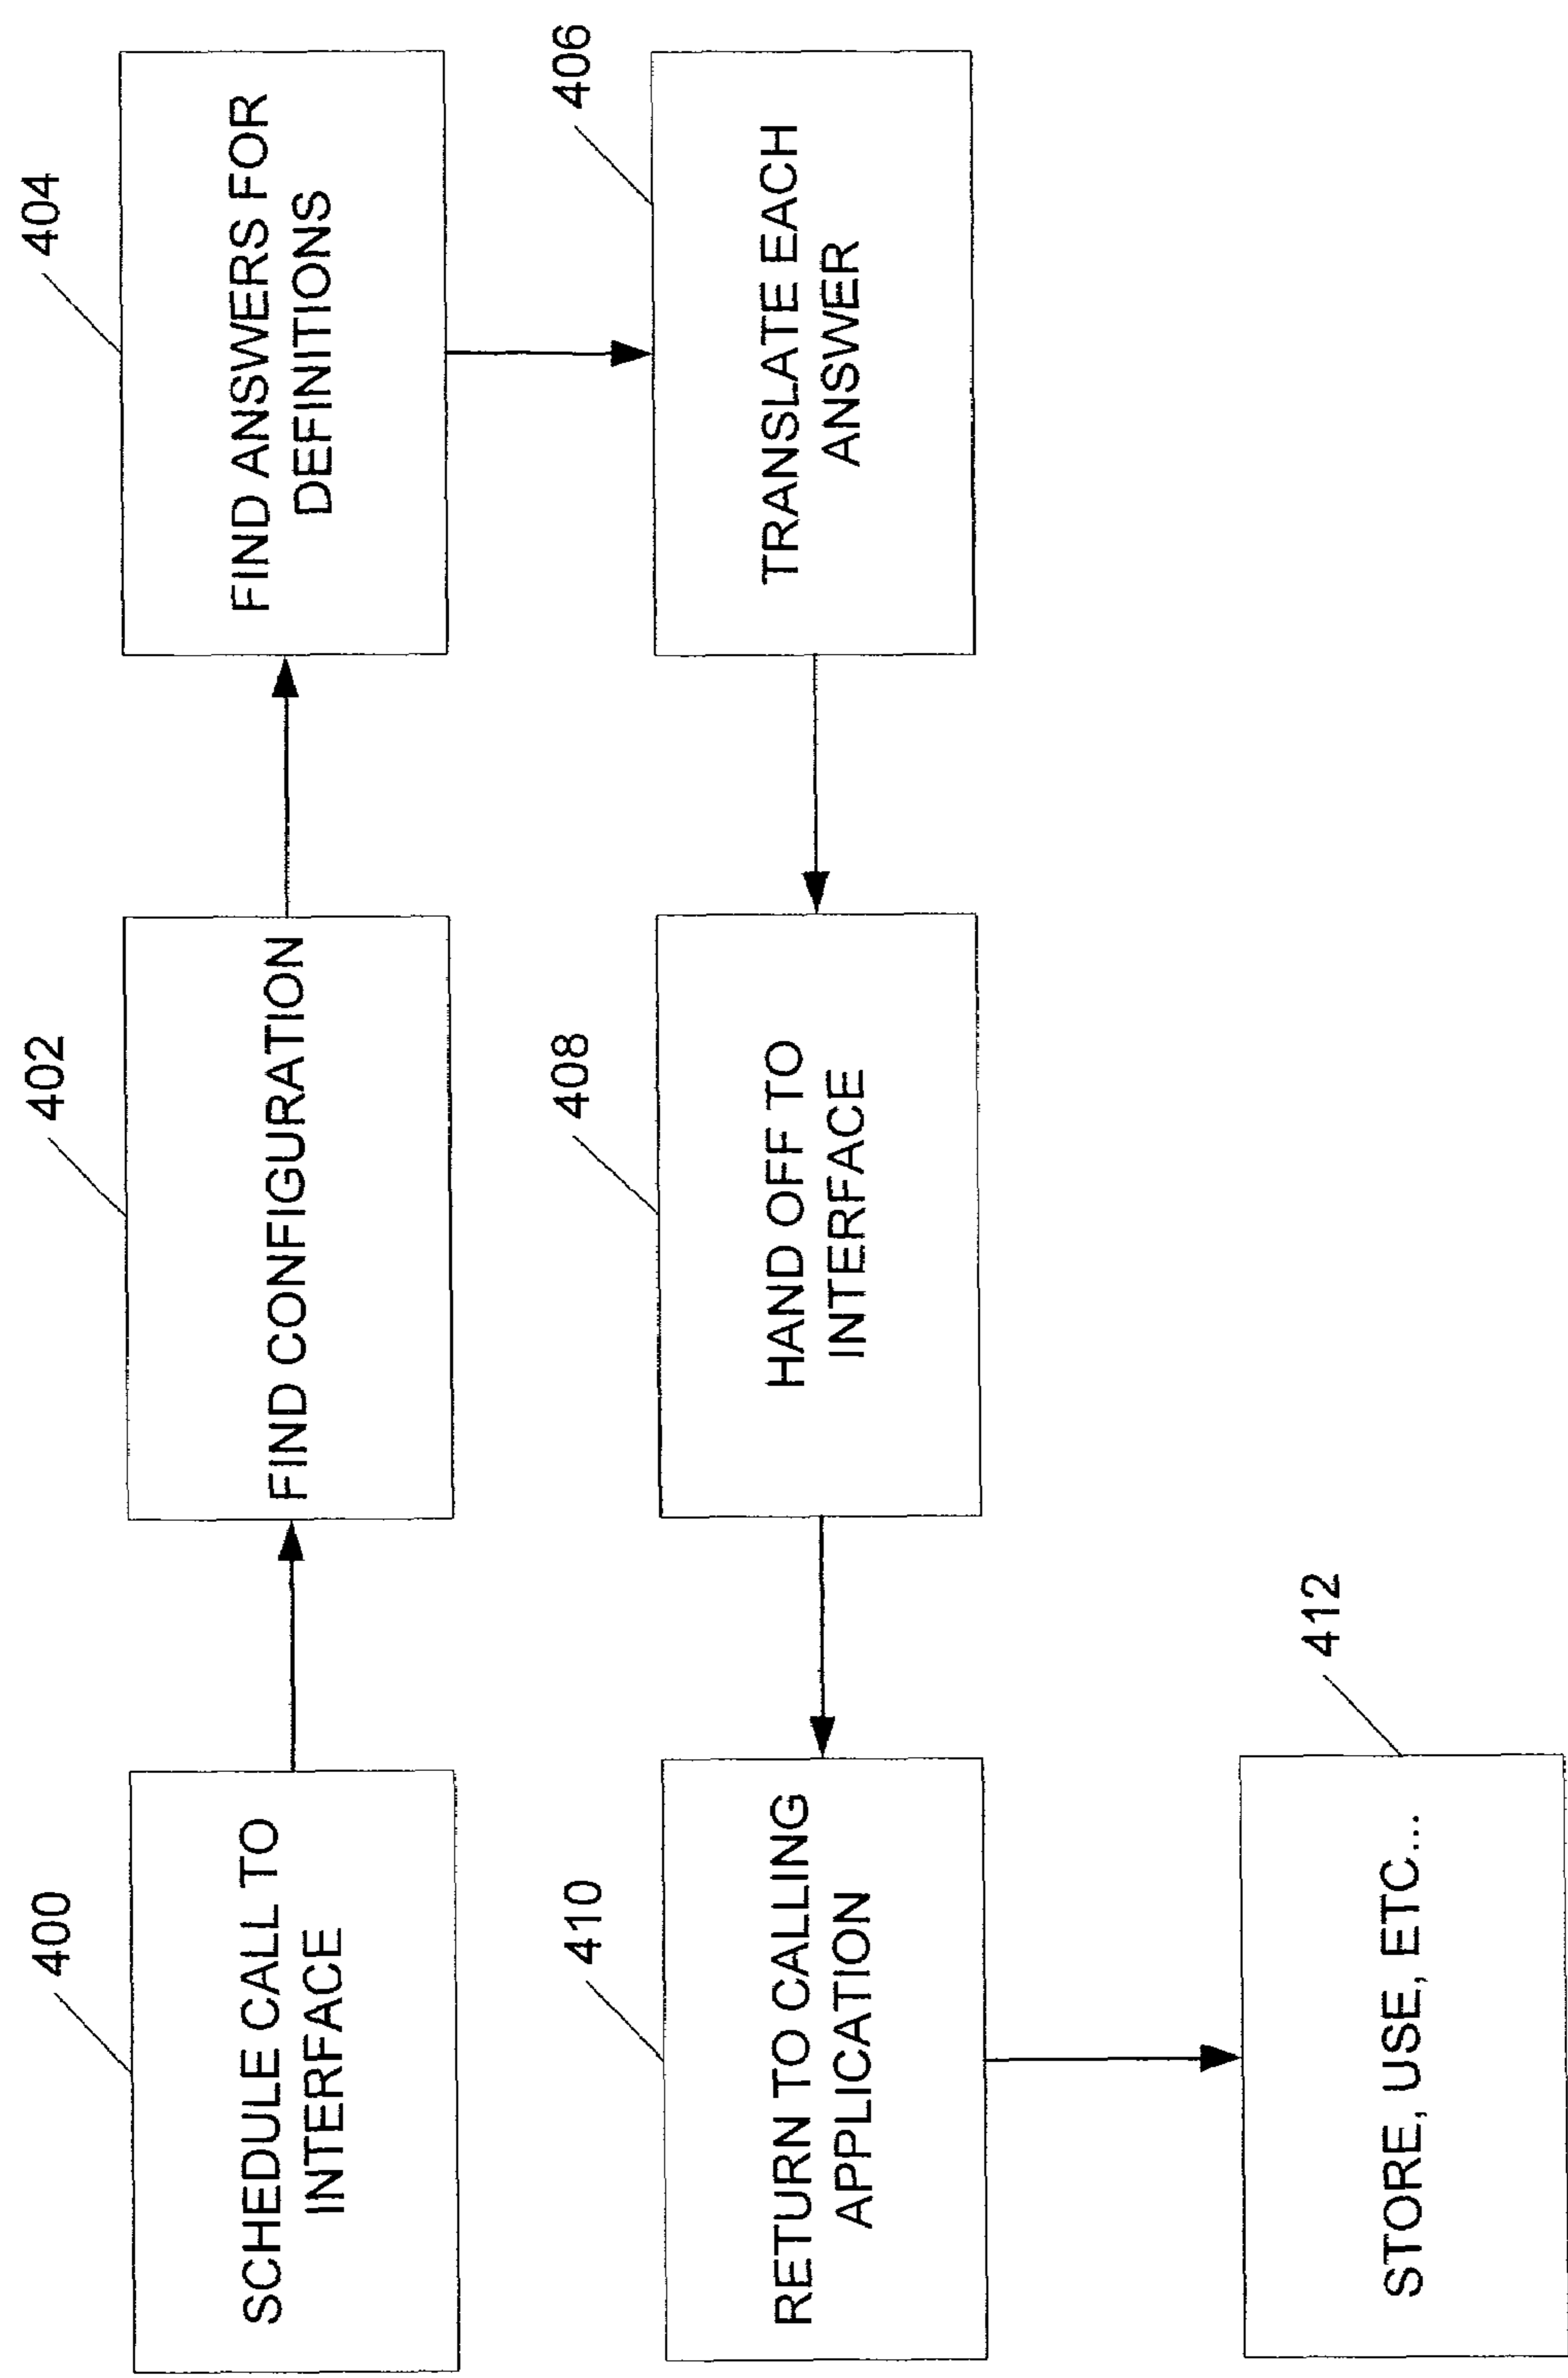 400
SCHEDULE CALL TO
INTERFACE
402
FIND CONFIGURATION
404
FIND ANSWERS FOR
DEFINITIONS
406
TRANSLATE EACH
ANSWER
408
HAND OFF TO
INTERFACE
410
RETURN TO CALLING
APPLICATION
412
STORE, USE, ETC...